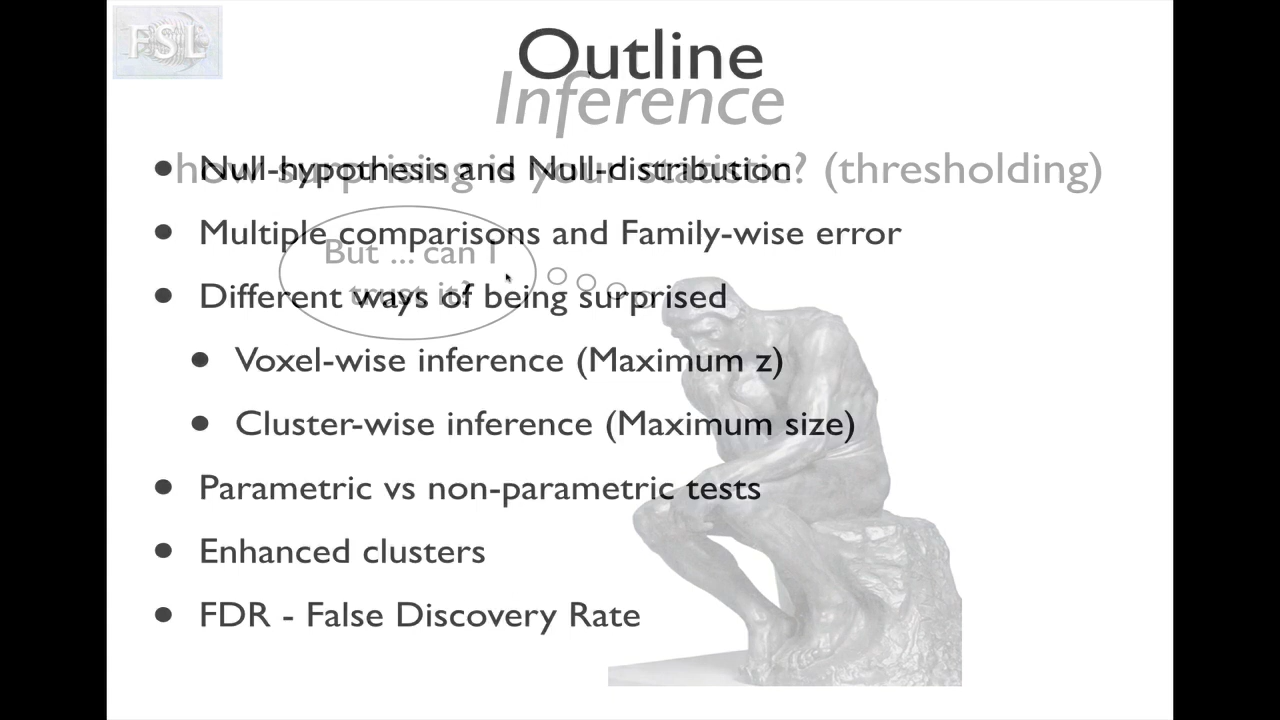 FSL
Outline
Inference
how surprising is your statistic? (thresholding)
• Null-hypothesis and Null-distribution
• Multiple comparisons and Family-wise error
But ... can I
trust it?
• Different ways of being surprised
• Voxel-wise inference (Maximum z)
• Cluster-wise inference (Maximum size)
• Parametric vs non-parametric tests
• Enhanced clusters
• FDR - False Discovery Rate